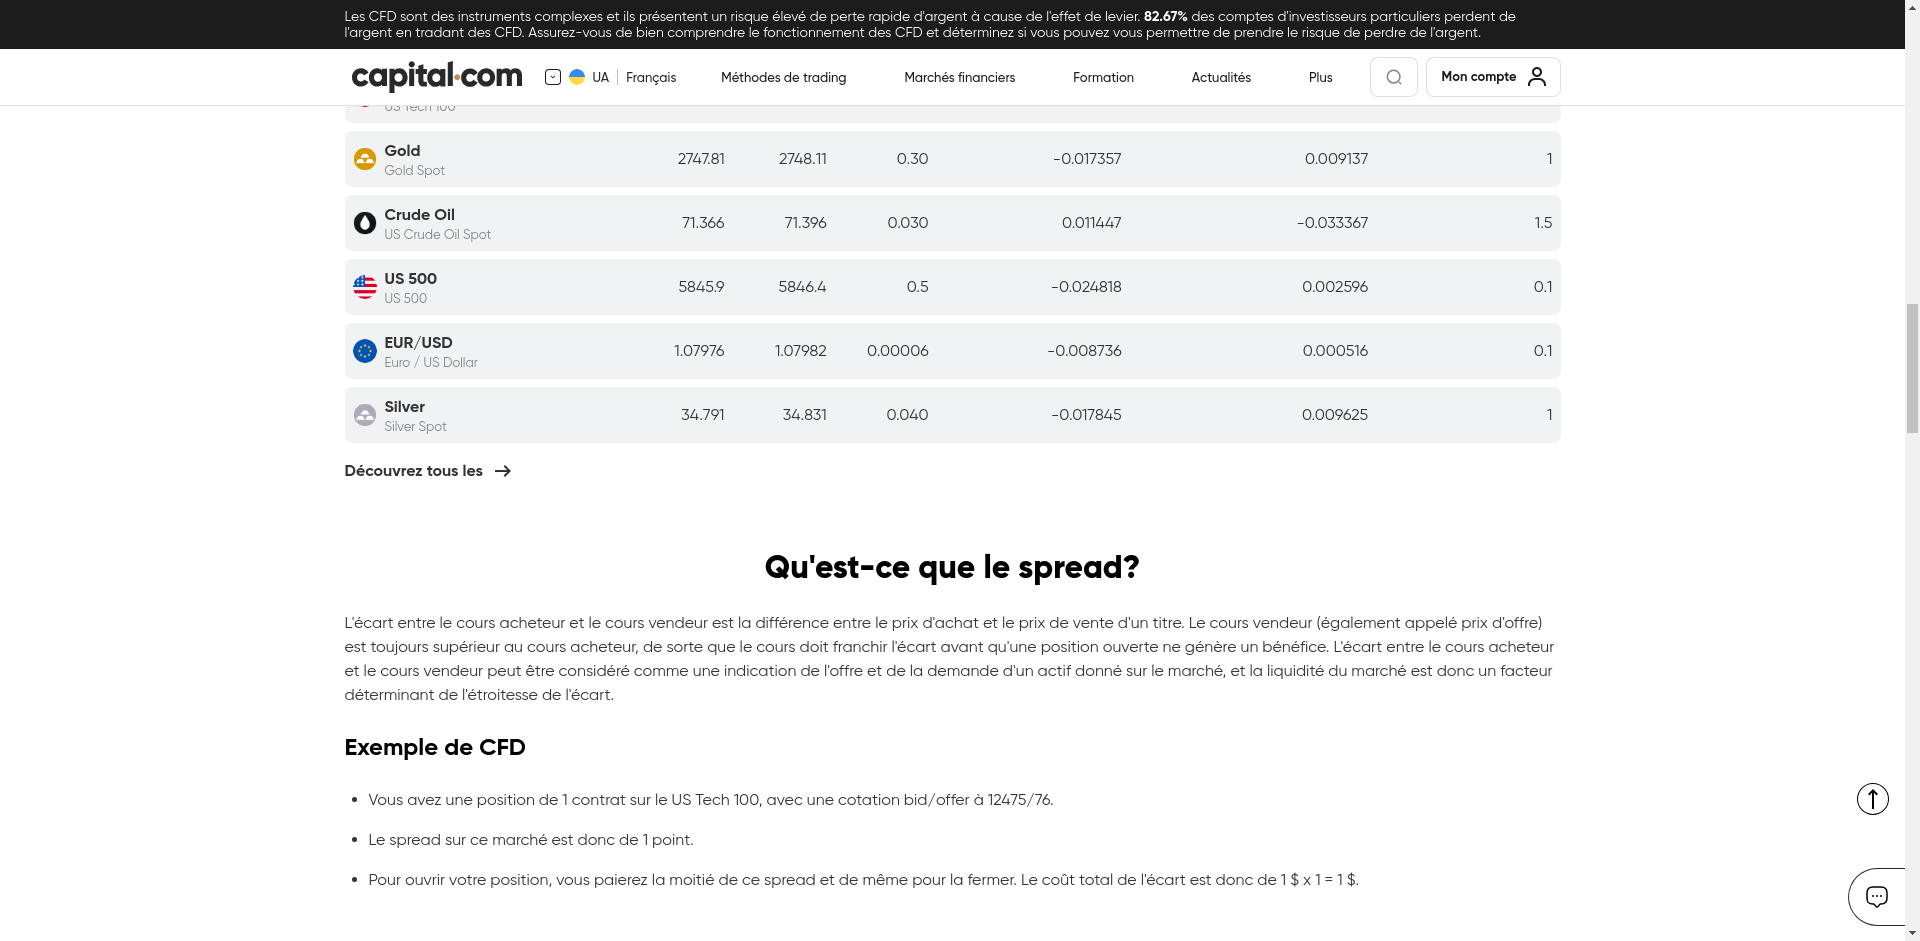 Les CFD sont des instruments complexes et ils présentent un risque élevé de perte rapide d'argent à cause de l'effet de levier. 82.67% des comptes d'investisseurs particuliers perdent de
l'argent en tradant des CFD. Assurez-vous de bien comprendre le fonctionnement des CFD et déterminez si vous pouvez vous permettre de prendre le risque de perdre de l'argent.
capital.com UA Français Méthodes de trading Marchés financiers Formation Actualités Plus Mon compte
US Tech 100
Gold
Gold Spot
2747.81 2748.11 0.30 -0.017357 0.009137 1
Crude Oil
US Crude Oil Spot
71.366 71.396 0.030 0.011447 -0.033367 1.5
US 500
US 500
5845.9 5846.4 0.5 -0.024818 0.002596 0.1
EUR/USD
Euro / US Dollar
1.07976 1.07982 0.00006 -0.008736 0.000516 0.1
Silver
Silver Spot
34.791 34.831 0.040 -0.017845 0.009625 1
Découvrez tous les
Qu'est-ce que le spread?
L'écart entre le cours acheteur et le cours vendeur est la différence entre le prix d'achat et le prix de vente d'un titre. Le cours vendeur (également appelé prix d'offre)
est toujours supérieur au cours acheteur, de sorte que le cours doit franchir l'écart avant qu'une position ouverte ne génère un bénéfice. L'écart entre le cours acheteur
et le cours vendeur peut être considéré comme une indication de l'offre et de la demande d'un actif donné sur le marché, et la liquidité du marché est donc un facteur
déterminant de l'étroitesse de l'écart.
Exemple de CFD
• Vous avez une position de 1 contrat sur le US Tech 100, avec une cotation bid/offer à 12475/76.
• Le spread sur ce marché est donc de 1 point.
• Pour ouvrir votre position, vous paierez la moitié de ce spread et de même pour la fermer. Le coût total de l'écart est donc de 1 $ x 1 = 1 $.